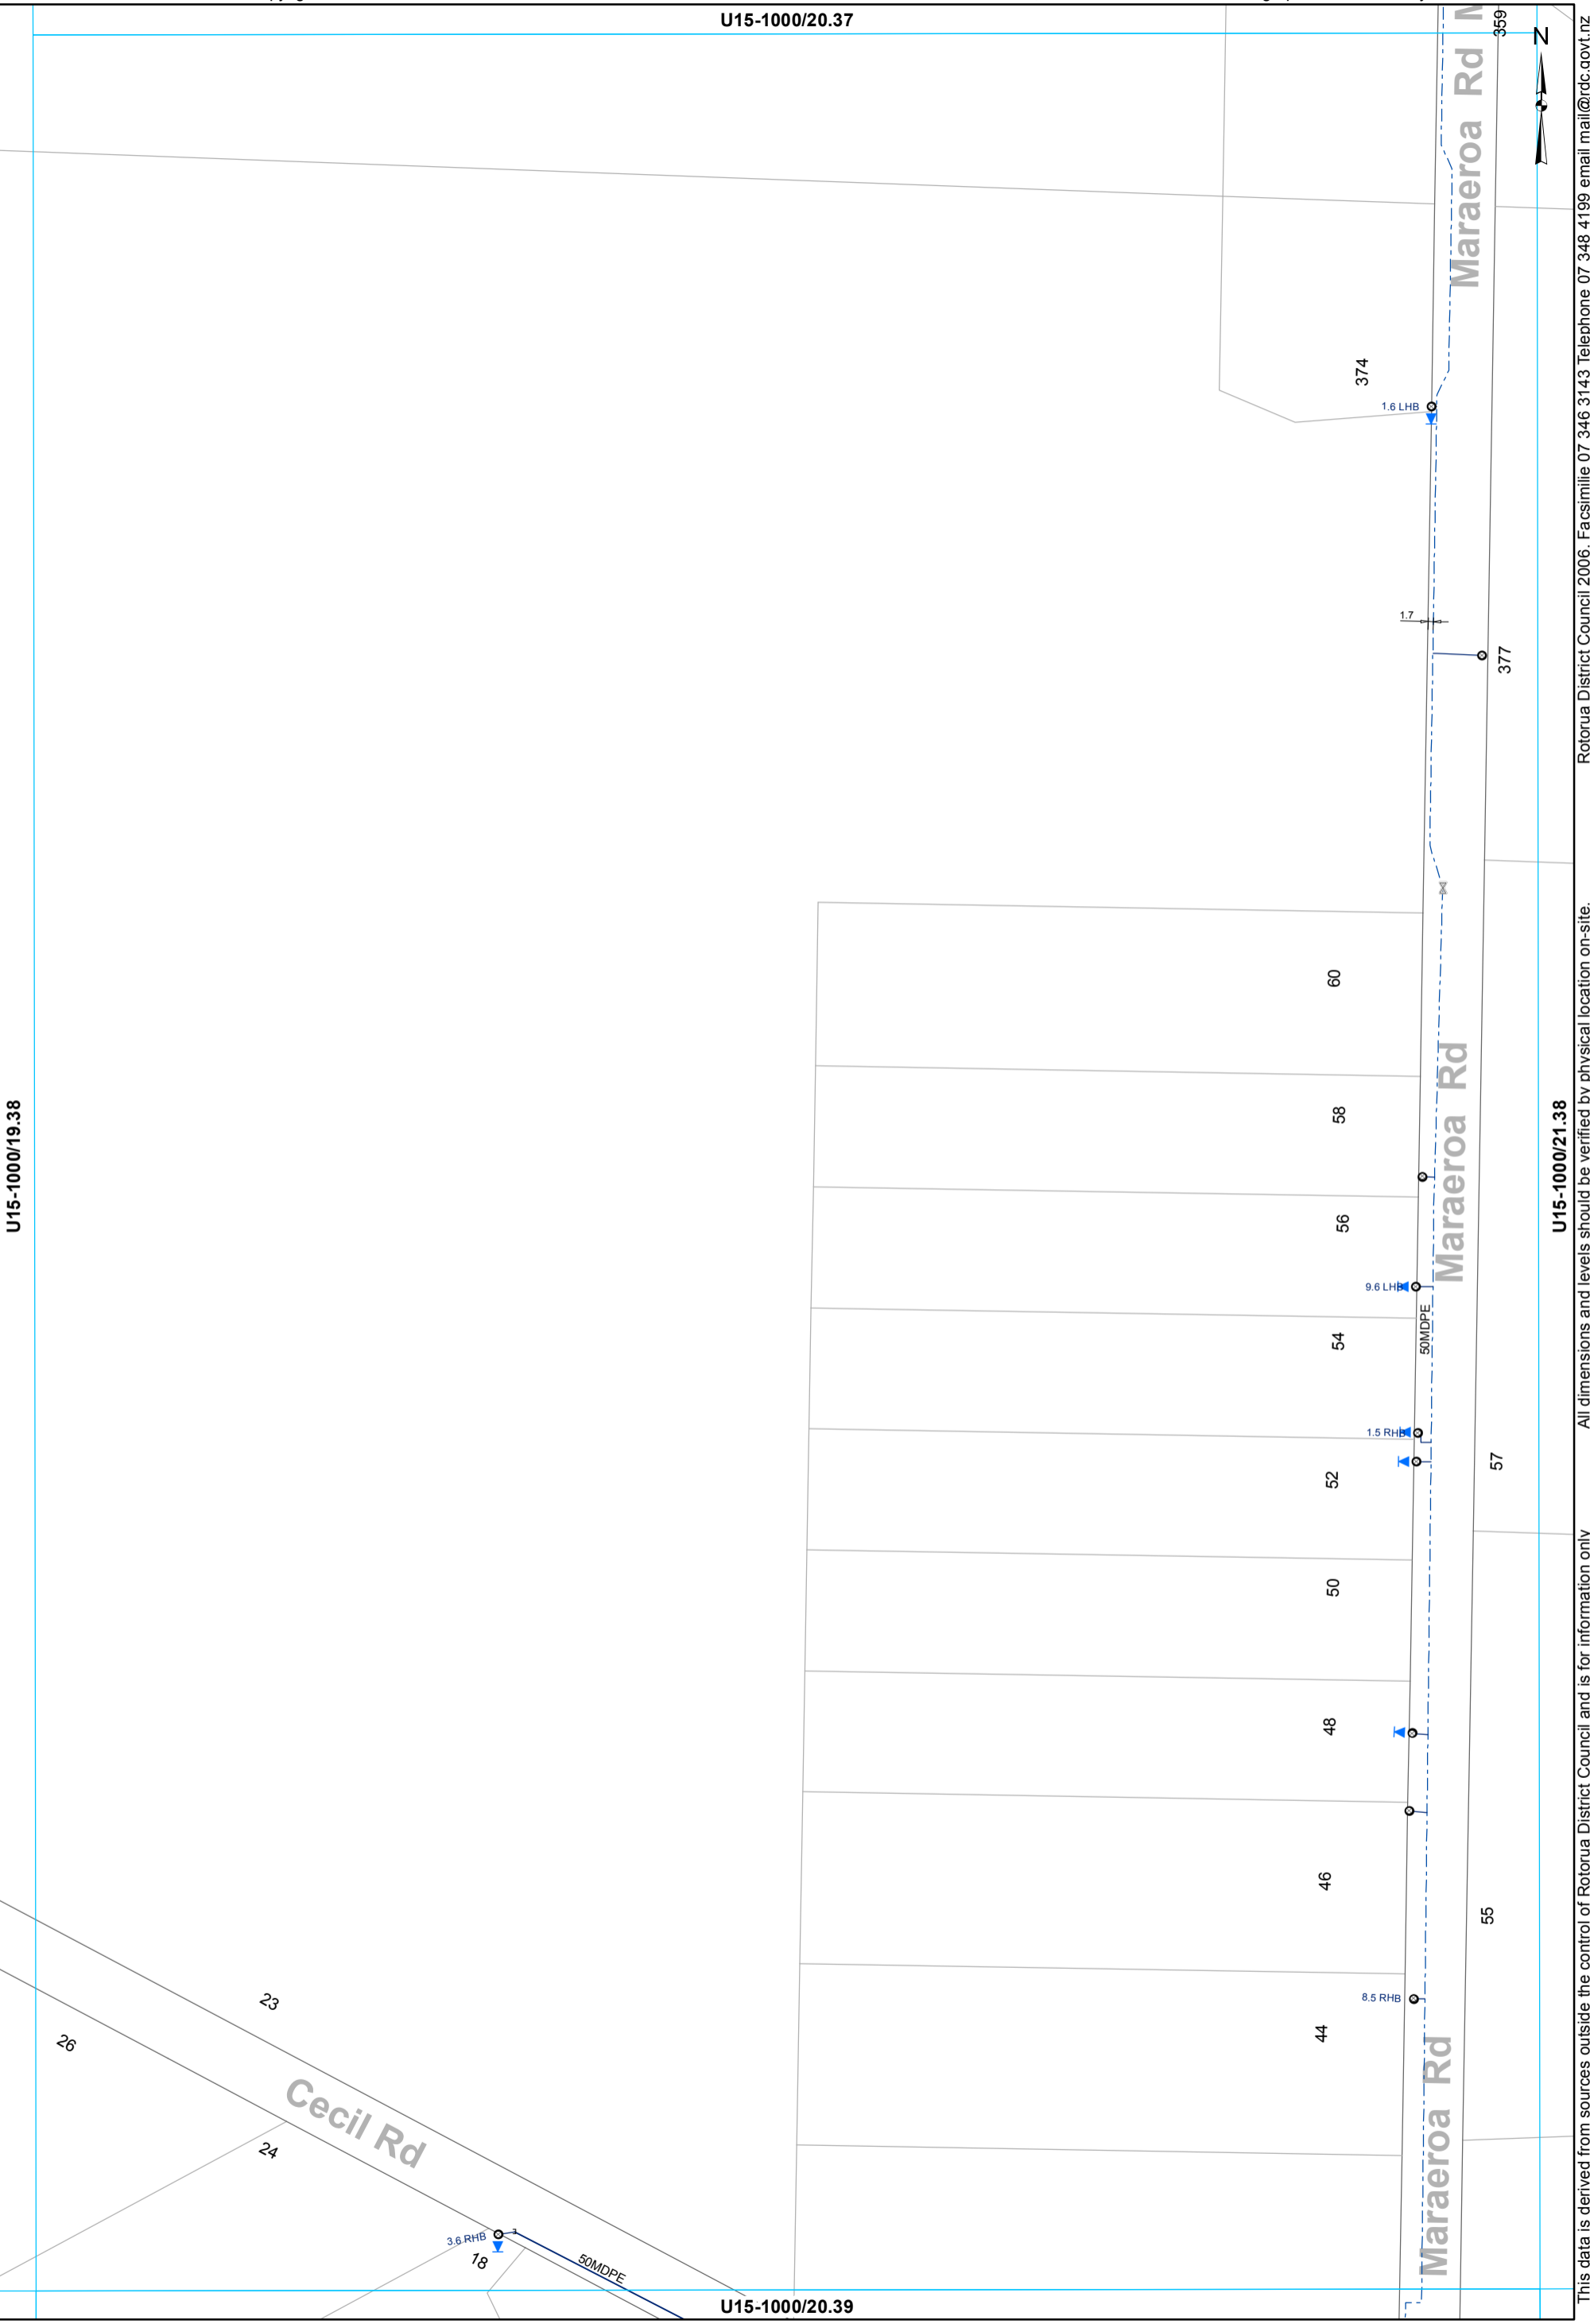 U15-1000/20.37
359
N
Maraeroa Rd
374
1.6 LHB
1.7
377
60
58
Maraeroa Rd
56
9.6 LHB
50MDPE
54
1.5 RHB
57
52
50
48
46
55
8.5 RHB
44
Maraeroa Rd
23
26
Cecil Rd
24
3.6 RHB
3
18
50MDPE
U15-1000/20.39
U15-1000/19.38
U15-1000/21.38
This data is derived from sources outside the control of Rotorua District Council and is for information only
All dimensions and levels should be verified by physical location on-site.
Rotorua District Council 2006. Facsimilie 07 346 3143 Telephone 07 348 4199 email mail@rdc.govt.nz